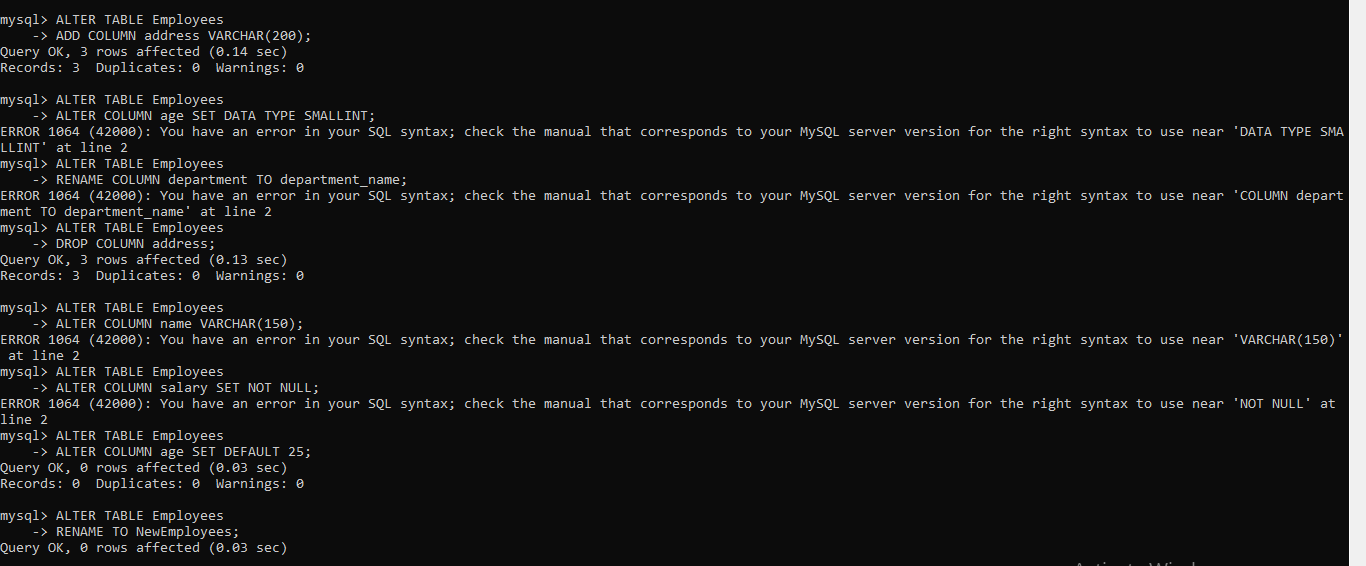 mysql> ALTER TABLE Employees
    -> ADD COLUMN address VARCHAR(200);
Query OK, 3 rows affected (0.14 sec)
Records: 3  Duplicates: 0  Warnings: 0
mysql> ALTER TABLE Employees
    -> ALTER COLUMN age SET DATA TYPE SMALLINT;
ERROR 1064 (42000): You have an error in your SQL syntax; check the manual that corresponds to your MySQL server version for the right syntax to use near 'DATA TYPE SMA
LLINT' at line 2
mysql> ALTER TABLE Employees
    -> RENAME COLUMN department TO department_name;
ERROR 1064 (42000): You have an error in your SQL syntax; check the manual that corresponds to your MySQL server version for the right syntax to use near 'COLUMN depart
ment TO department_name' at line 2
mysql> ALTER TABLE Employees
    -> DROP COLUMN address;
Query OK, 3 rows affected (0.13 sec)
Records: 3  Duplicates: 0  Warnings: 0
mysql> ALTER TABLE Employees
    -> ALTER COLUMN name VARCHAR(150);
ERROR 1064 (42000): You have an error in your SQL syntax; check the manual that corresponds to your MySQL server version for the right syntax to use near 'VARCHAR(150)'
 at line 2
mysql> ALTER TABLE Employees
    -> ALTER COLUMN salary SET NOT NULL;
ERROR 1064 (42000): You have an error in your SQL syntax; check the manual that corresponds to your MySQL server version for the right syntax to use near 'NOT NULL' at
line 2
mysql> ALTER TABLE Employees
    -> ALTER COLUMN age SET DEFAULT 25;
Query OK, 0 rows affected (0.03 sec)
Records: 0  Duplicates: 0  Warnings: 0
mysql> ALTER TABLE Employees
    -> RENAME TO NewEmployees;
Query OK, 0 rows affected (0.03 sec)